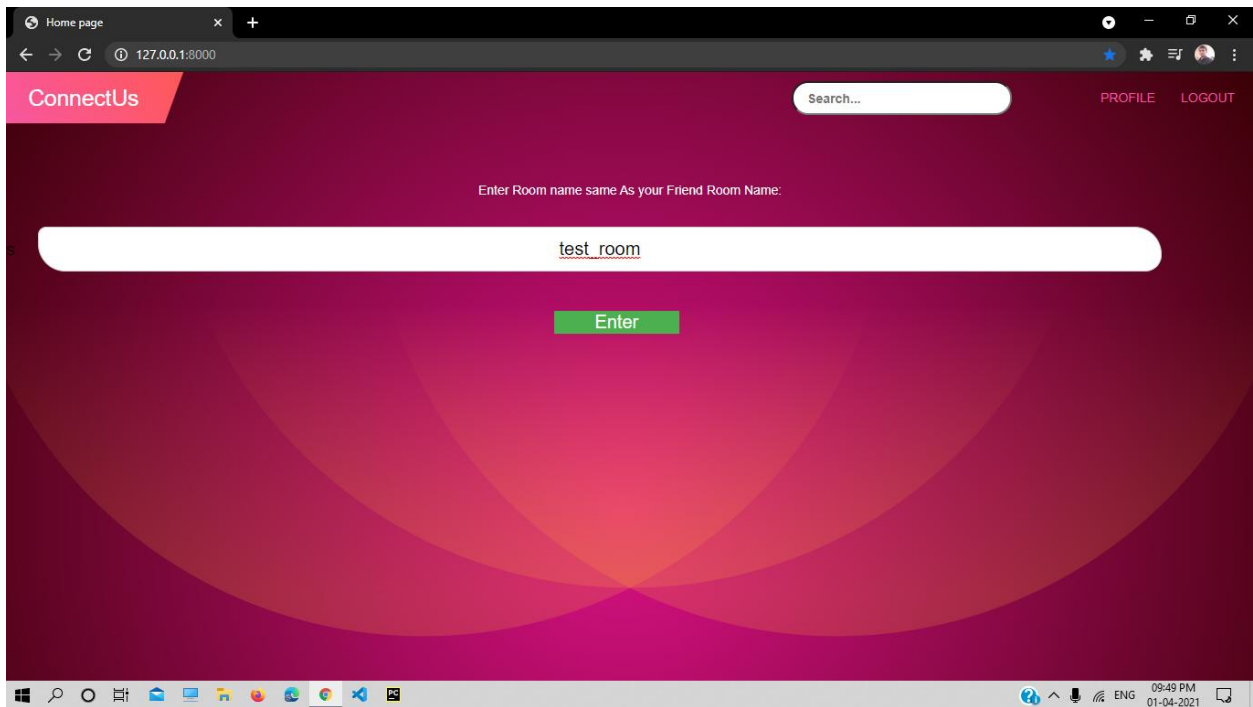 Home page
127.0.0.1:8000
ConnectUs
Search...
PROFILE
LOGOUT
Enter Room name same As your Friend Room Name:
s
test_room
Enter
ENG
09:49 PM
01-04-2021